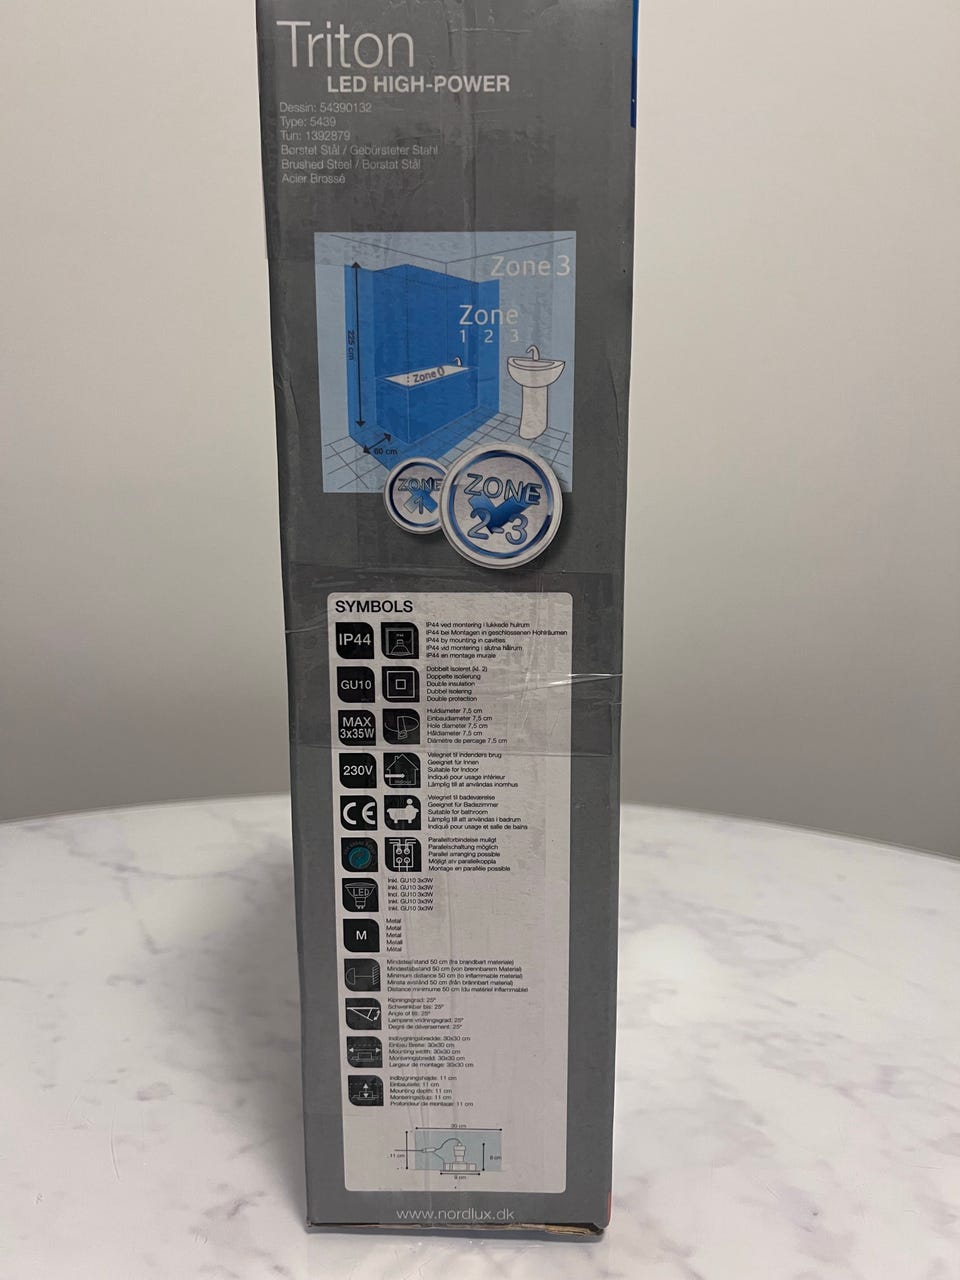 Triton
LED HIGH-POWER
Dessin: 54390132
Type: 5439
Tun: 1392879
Børstet Stål / Gebürsteter Stahl
Brushed Steel / Borstat Stål
Acier Brossé
Zone 3
Zone
1 2 3
225 cm
Zone 0
60 cm
ZONE
1
ZONE
2-3
SYMBOLS
IP44
IP44 ved montering i lukkede hulrum
IP44 bei Montagen in geschlossenen Hohlräumen
IP44 by mounting in cavities
IP44 vid montering i slutna hålrum
IP44 en montage murale
GU10
Dobbelt isoleret (kl. 2)
Doppelte isolierung
Double insulation
Dubbel isolering
Double protection
MAX
3x35W
Huldiameter 7,5 cm
Einbaudiameter 7,5 cm
Hole diameter 7,5 cm
Håldiameter 7,5 cm
Diamètre de percage 7,5 cm
230V
Velegnet til indendørs brug
Geeignet für Innen
Suitable for Indoor
Indiqué pour usage intérieur
Lämplig till at användas inomhus
CE
Velegnet til badeværelse
Geeignet für Badezimmer
Suitable for bathroom
Lämplig till att användas i badrum
Indiqué pour usage et salle de bains
Parallelforbindelse muligt
Parallelschaltung möglich
Parallel arranging possible
Möjligt atv parallelkoppla
Montage en parallèle possible
LED
Inkl. GU10 3x3W
Inkl. GU10 3x3W
Incl. GU10 3x3W
Inkl. GU10 3x3W
Inkl. GU10 3x3W
M
Metal
Metal
Metal
Metall
Métal
Mindsteafstand 50 cm (fra brandbart materiale)
Mindestabstand 50 cm (von brennbarem Material)
Minimum distance 50 cm (to inflammable material)
Minsta avstånd 50 cm (från brännbart material)
Distance minimume 50 cm (du matériel inflammable)
Kipningsgrad: 25°
Schwenkbar bis: 25°
Angle of tilt: 25°
Lampans vridningsgrad: 25°
Degré de déversement: 25°
Indbygningsbredde: 30x30 cm
Einbau Breite: 30x30 cm
Mounting width: 30x30 cm
Monteringsbredd: 30x30 cm
Largeur de montage: 30x30 cm
Indbygningshøjde: 11 cm
Einbautiefe: 11 cm
Mounting depth: 11 cm
Monteringsdjup: 11 cm
Profondeur de montage: 11 cm
30 cm
11 cm
8 cm
9 cm
www.nordlux.dk